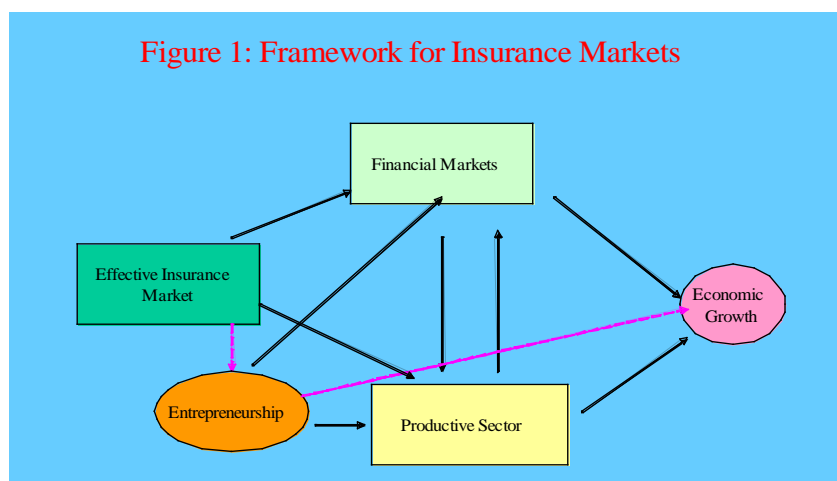 Figure 1: Framework for Insurance Markets
Financial Markets
Effective Insurance
Market
Economic
Growth
Entrepreneurship
Productive Sector